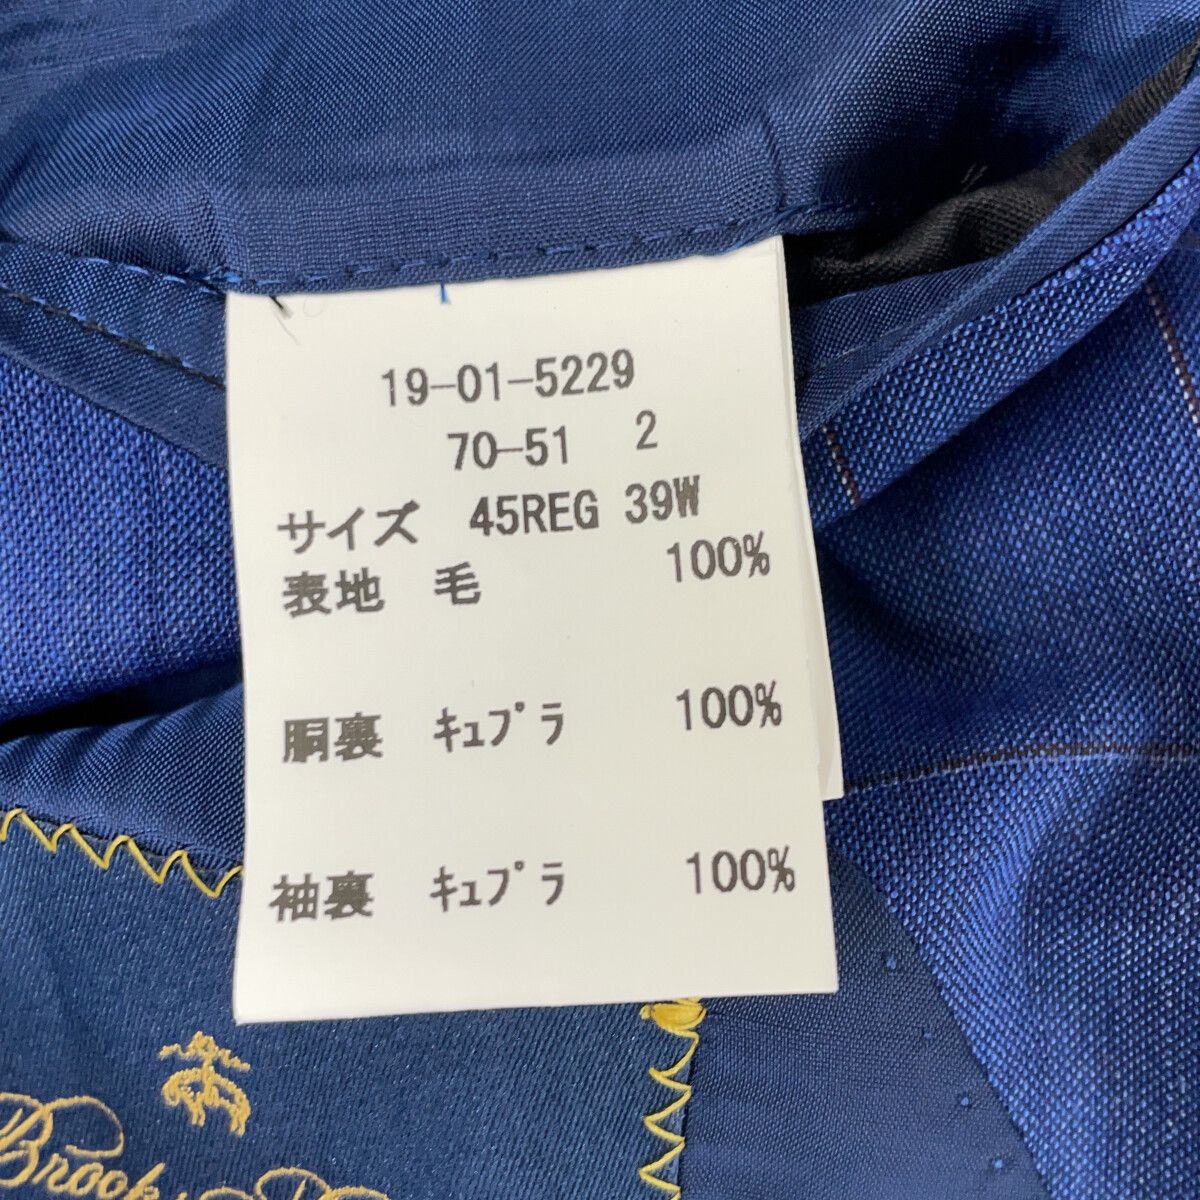 19-01-5229
70-51 2
サイズ 45REG 39W
表地 毛 100%
胴裏 ｷｭﾌﾟﾗ 100%
袖裏 ｷｭﾌﾟﾗ 100%
Brooks